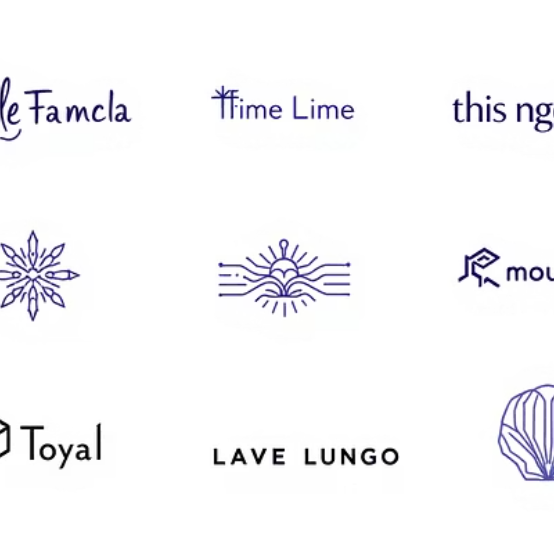 le Famcla
Time Lime
this ng
mou
Toyal
LAVE LUNGO